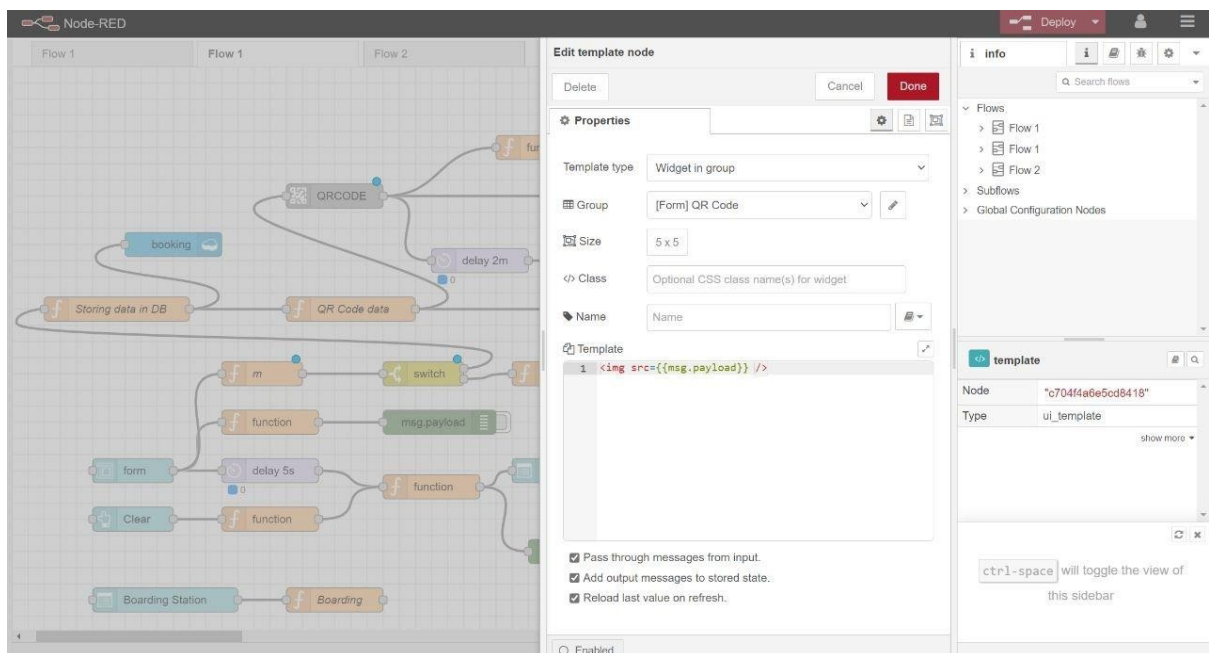 Node-RED
Deploy
Flow 1
Flow 1
Flow 2
QRCODE
booking
delay 2m
0
Storing data in DB
QR Code data
m
switch
function
msg.payload
form
delay 5s
0
function
Clear
function
Boarding Station
Boarding
Edit template node
Delete
Cancel
Done
Properties
Template type
Widget in group
Group
[Form] QR Code
Size
5 x 5
</> Class
Optional CSS class name(s) for widget
Name
Name
Template
1 <img src={{msg.payload}} />
Pass through messages from input.
Add output messages to stored state.
Reload last value on refresh.
Enabled
i info
i
Search flows
Flows
Flow 1
Flow 1
Flow 2
Subflows
Global Configuration Nodes
</> template
Node "c704f4a6e5cd8418"
Type ui_template
show more
ctrl-space will toggle the view of
this sidebar